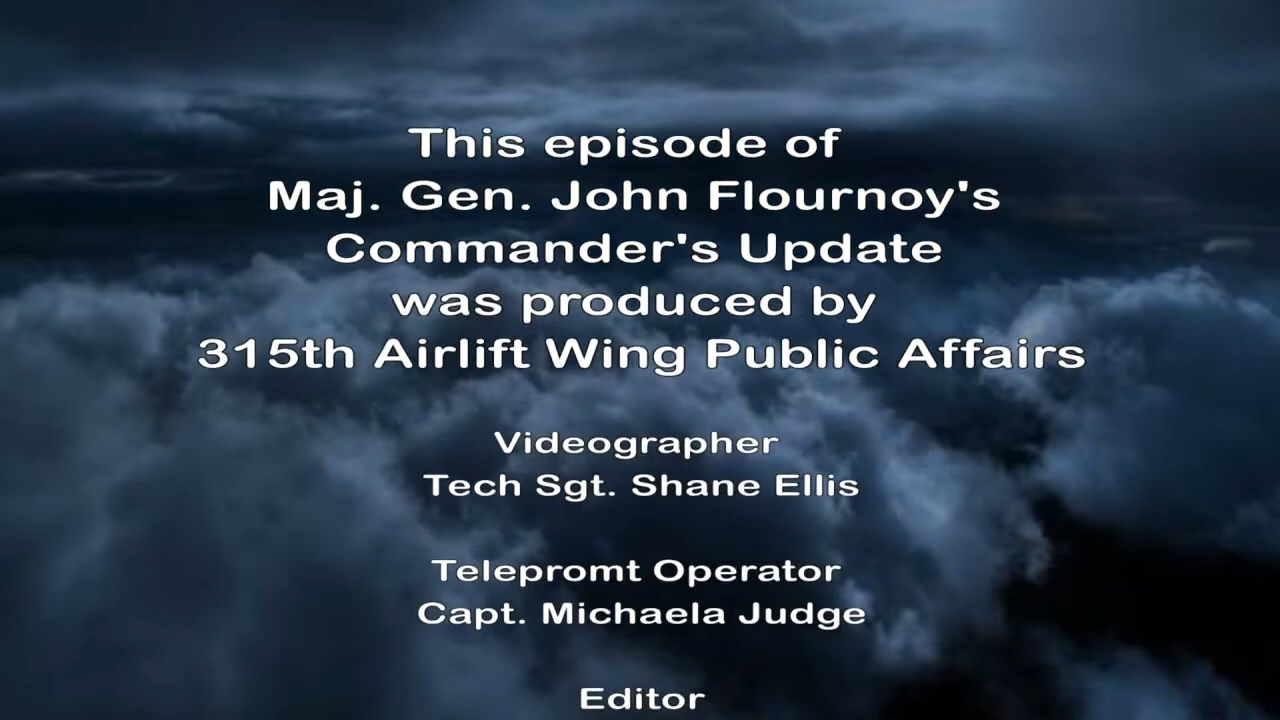 This episode of
Maj. Gen. John Flournoy's
Commander's Update
was produced by
315th Airlift Wing Public Affairs
Videographer
Tech Sgt. Shane Ellis
Telepromt Operator
Capt. Michaela Judge
Editor